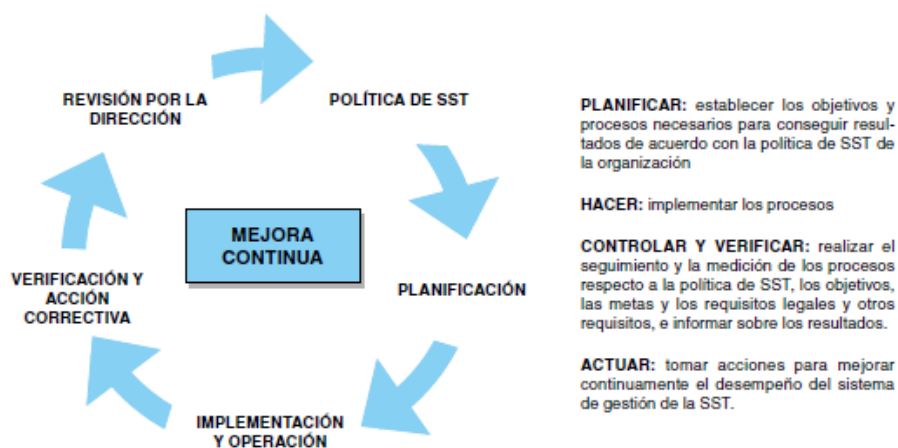 REVISIÓN POR LA
DIRECCIÓN
POLÍTICA DE SST
MEJORA
CONTINUA
VERIFICACIÓN Y
ACCIÓN
CORRECTIVA
PLANIFICACIÓN
IMPLEMENTACIÓN
Y OPERACIÓN
PLANIFICAR: establecer los objetivos y
procesos necesarios para conseguir resul-
tados de acuerdo con la política de SST de
la organización
HACER: implementar los procesos
CONTROLAR Y VERIFICAR: realizar el
seguimiento y la medición de los procesos
respecto a la política de SST, los objetivos,
las metas y los requisitos legales y otros
requisitos, e informar sobre los resultados.
ACTUAR: tomar acciones para mejorar
continuamente el desempeño del sistema
de gestión de la SST.